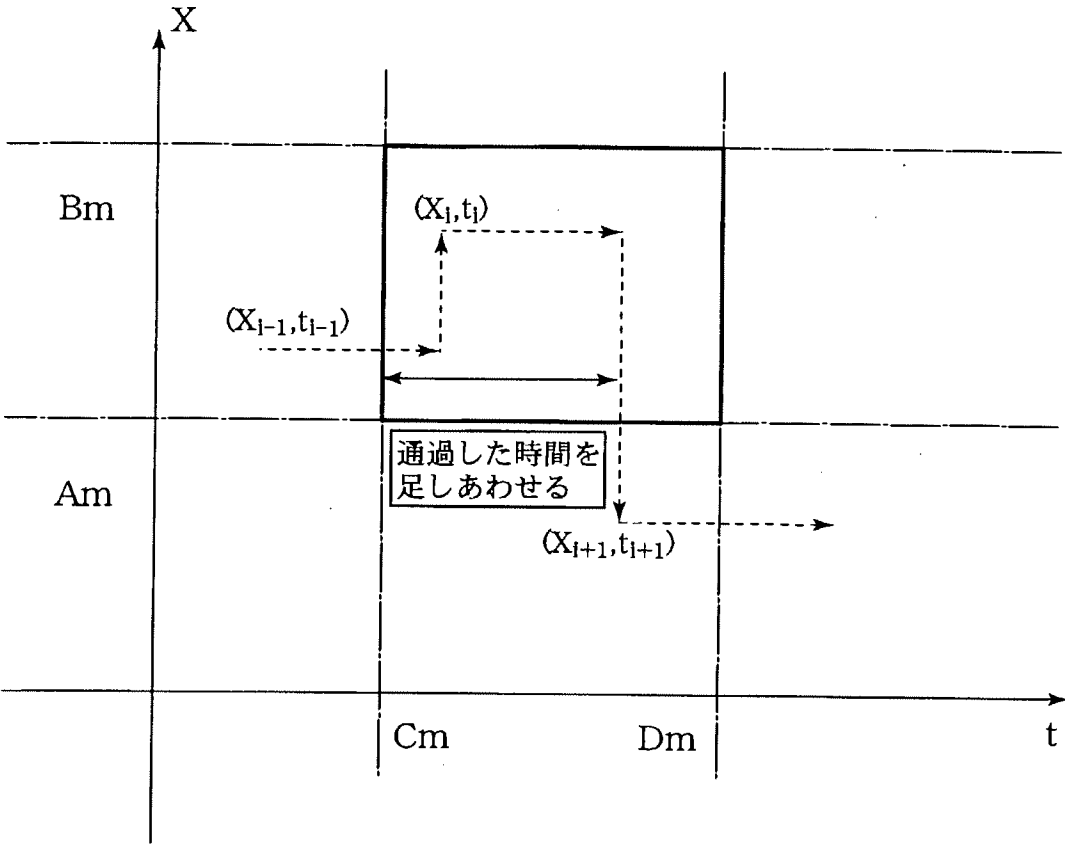 X
Bm
(Xi,ti)
(Xi-1,ti-1)
通過した時間を
足しあわせる
Am
(Xi+1,ti+1)
Cm
Dm
t